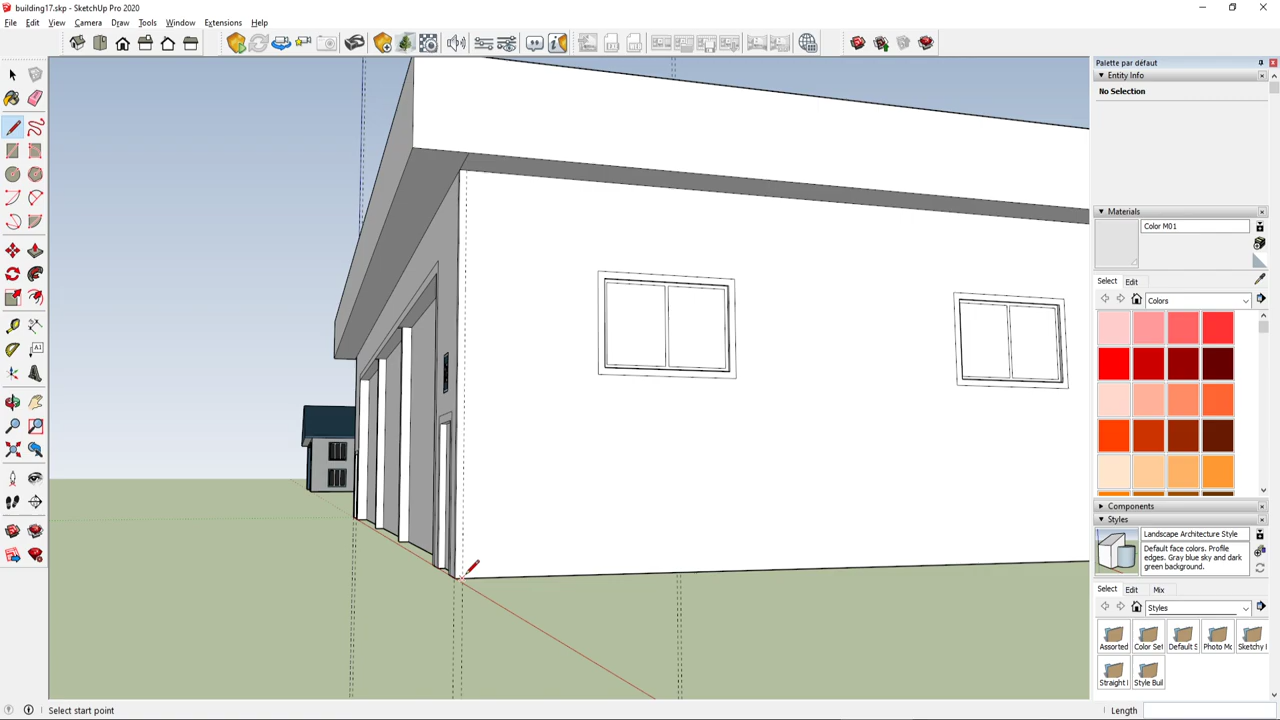 building17.skp - SketchUp Pro 2020
File Edit View Camera Draw Tools Window Extensions Help
Palette par défaut
Entity Info
No Selection
Materials
Color M01
Select Edit
Colors
Components
Styles
Landscape Architecture Style
Default face colors. Profile
edges. Gray blue sky and dark
green background.
Select Edit Mix
Styles
Assorted Color Set Default S Photo Mo Sketchy I
Straight I Style Buil
Select start point
Length